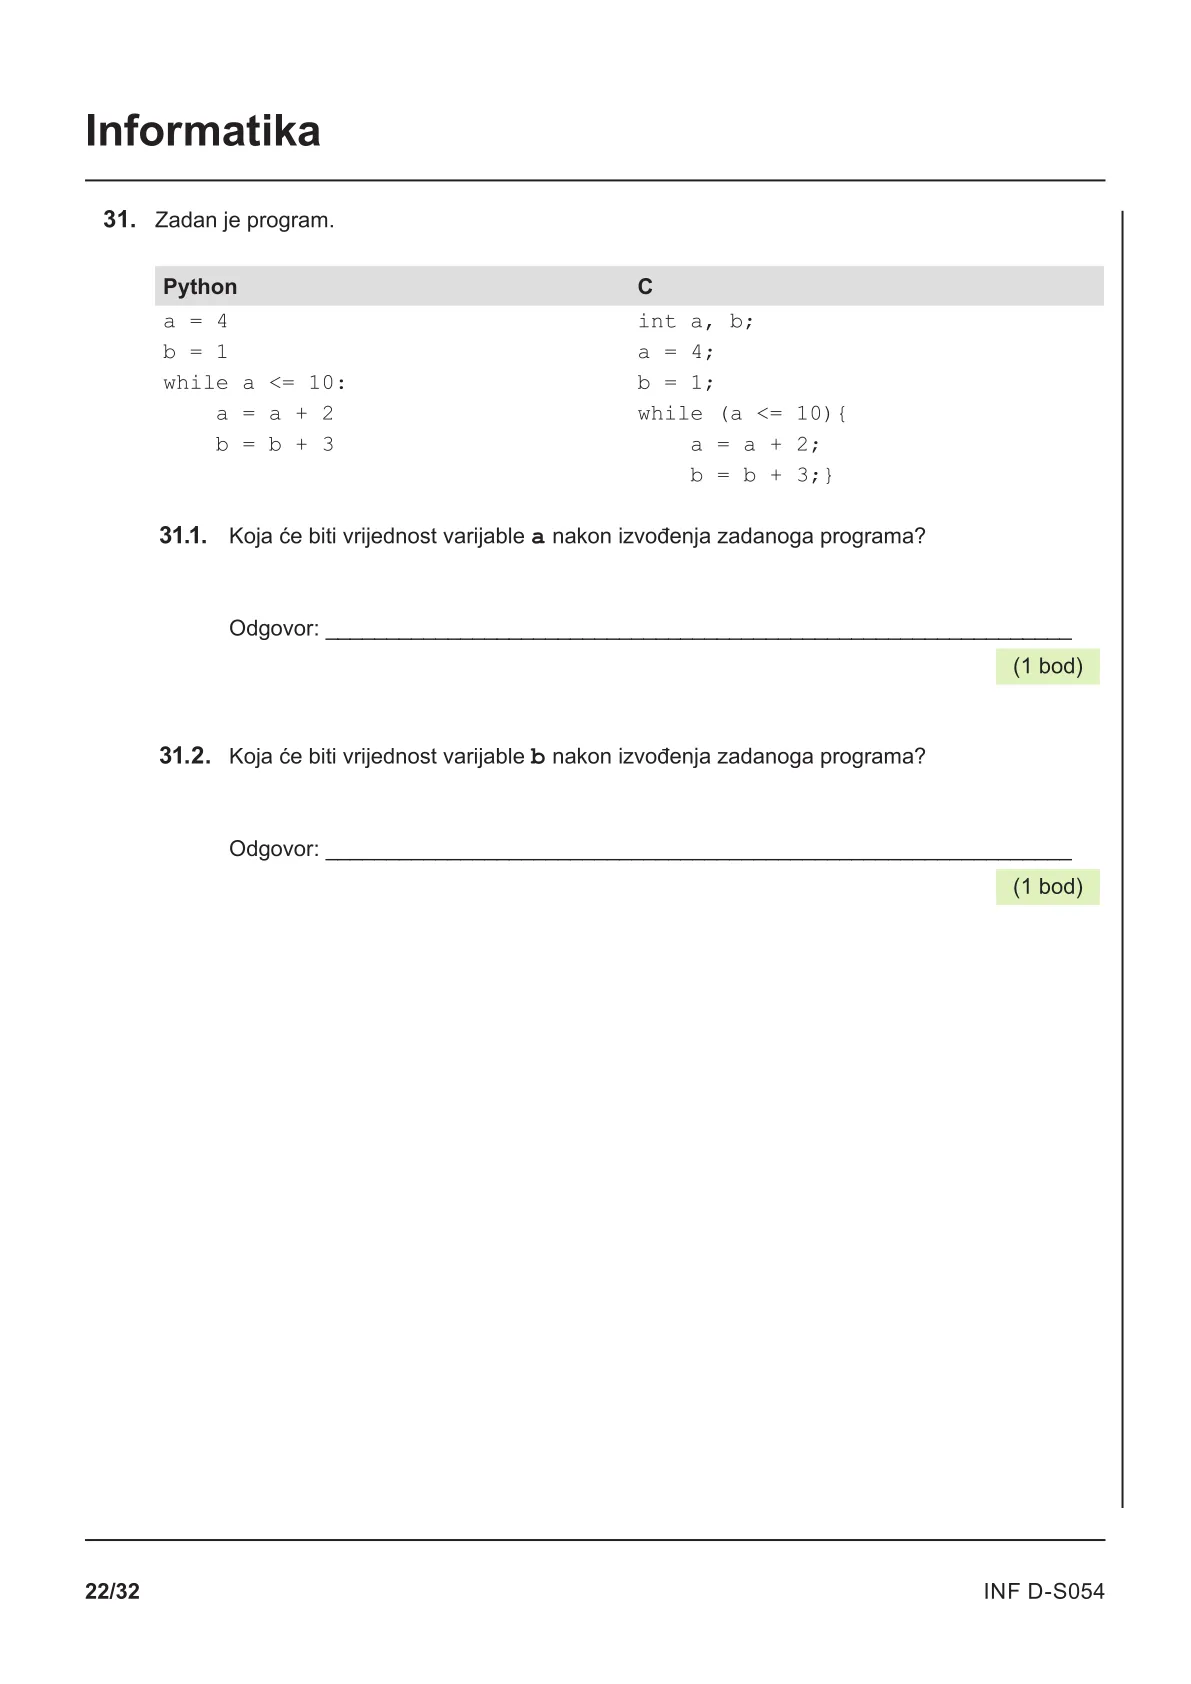 Informatika
31. Zadan je program.
Python C
a = 4 int a, b;
b = 1 a = 4;
while a <= 10: b = 1;
a = a + 2 while (a <= 10){
b = b + 3 a = a + 2;
b = b + 3;}
31.1. Koja će biti vrijednost varijable a nakon izvođenja zadanoga programa?
Odgovor: ______________________________________________________________
(1 bod)
31.2. Koja će biti vrijednost varijable b nakon izvođenja zadanoga programa?
Odgovor: ______________________________________________________________
(1 bod)
22/32 INF D-S054